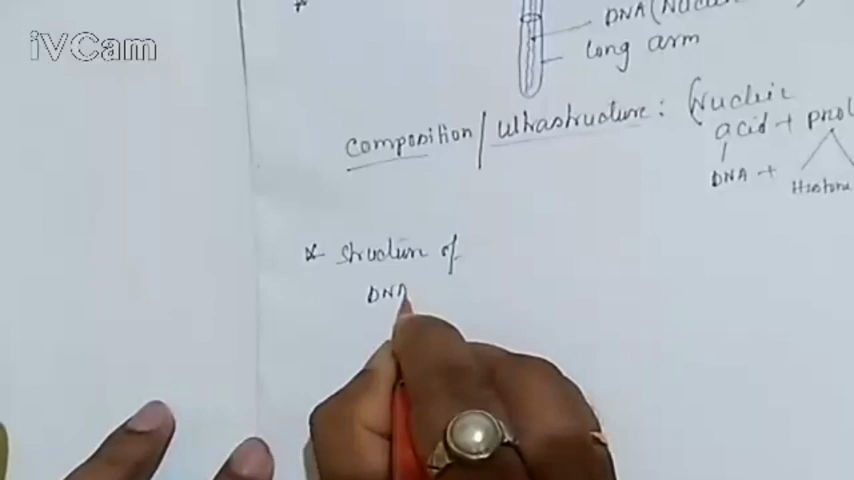 iVCam
DNA
Long arm
Composition / ultrastructure : (Nucleic
acid + prot
DNA +
Histone
* Structure of
DNA